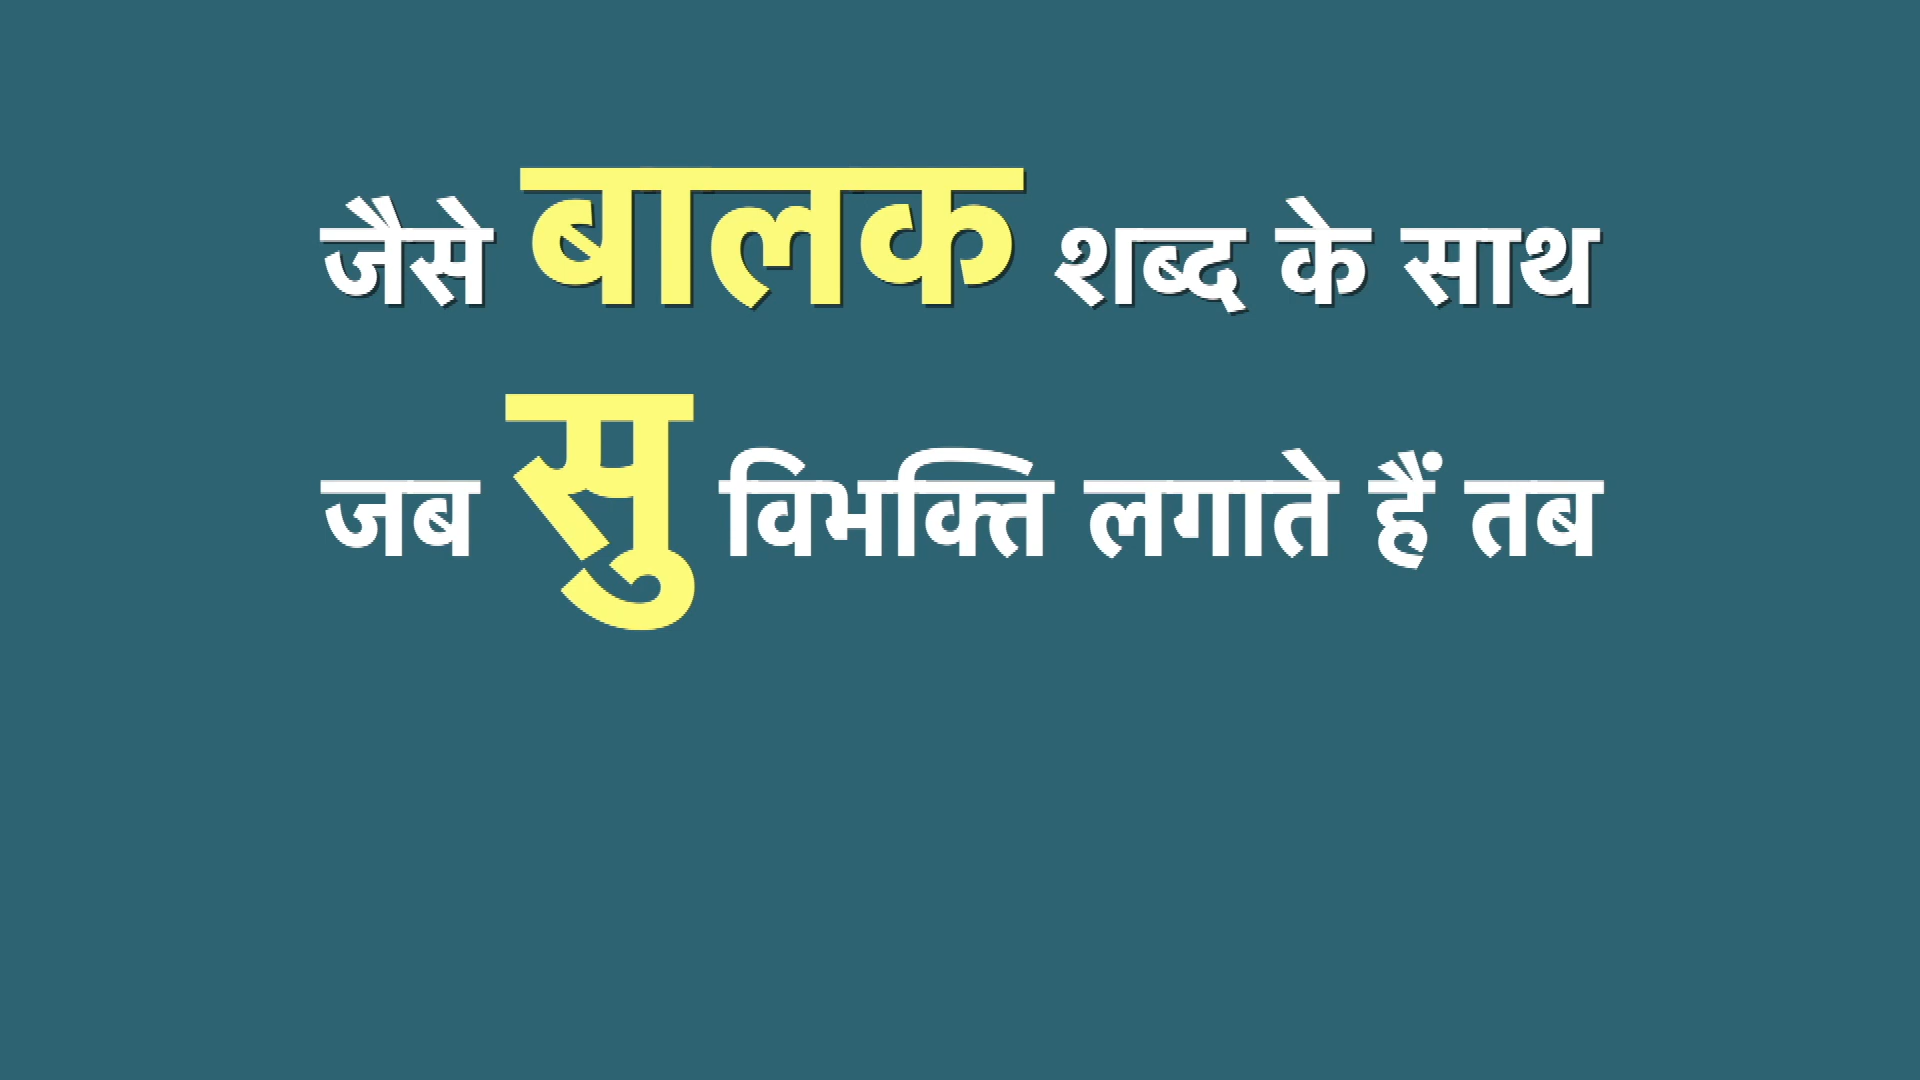 जैसे बालक शब्द के साथ
जब सु विभक्ति लगाते हैं तब